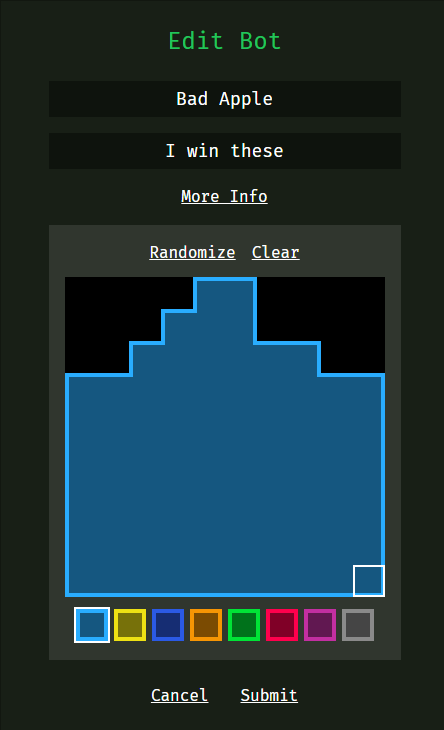 Edit Bot
Bad Apple
I win these
More Info
Randomize Clear
Cancel Submit